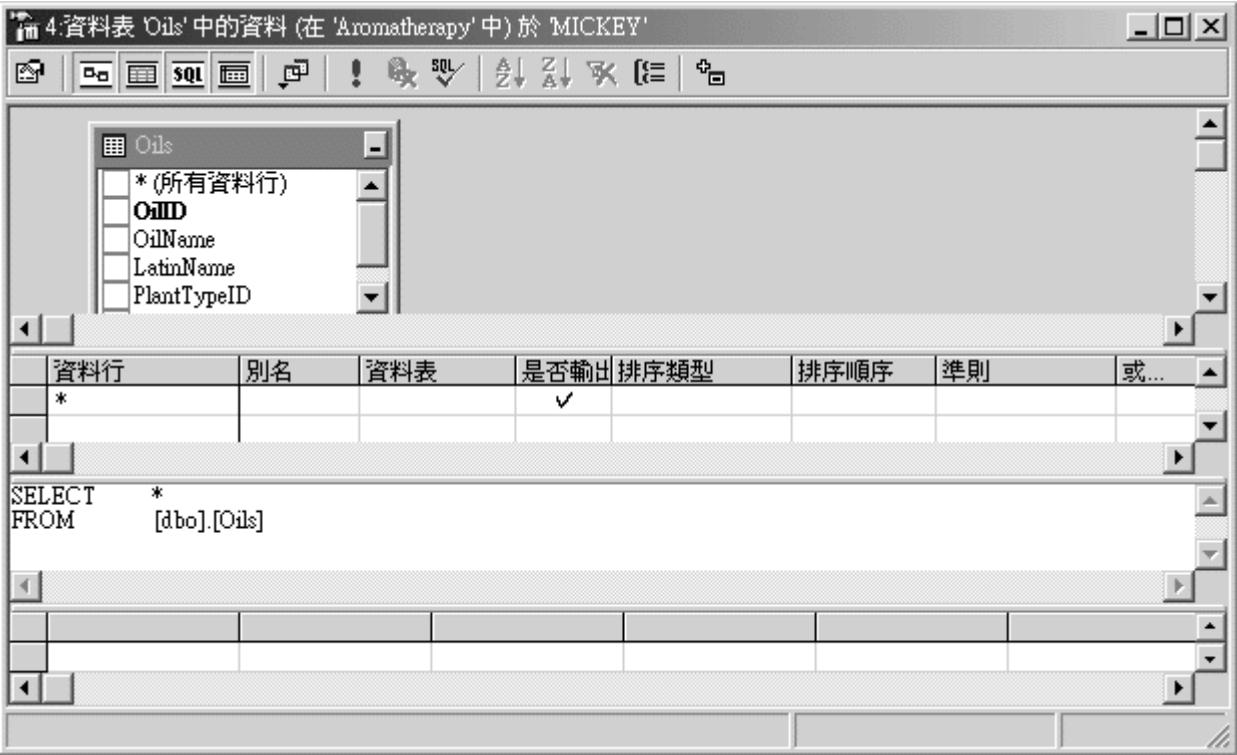 4:資料表 'Oils' 中的資料 (在 'Aromatherapy' 中) 於 'MICKEY'
SQL SQL A Z Z A
Oils
* (所有資料行)
OilID
OilName
LatinName
PlantTypeID
資料行 別名 資料表 是否輸出 排序類型 排序順序 準則 或...
*
SELECT *
FROM [dbo].[Oils]